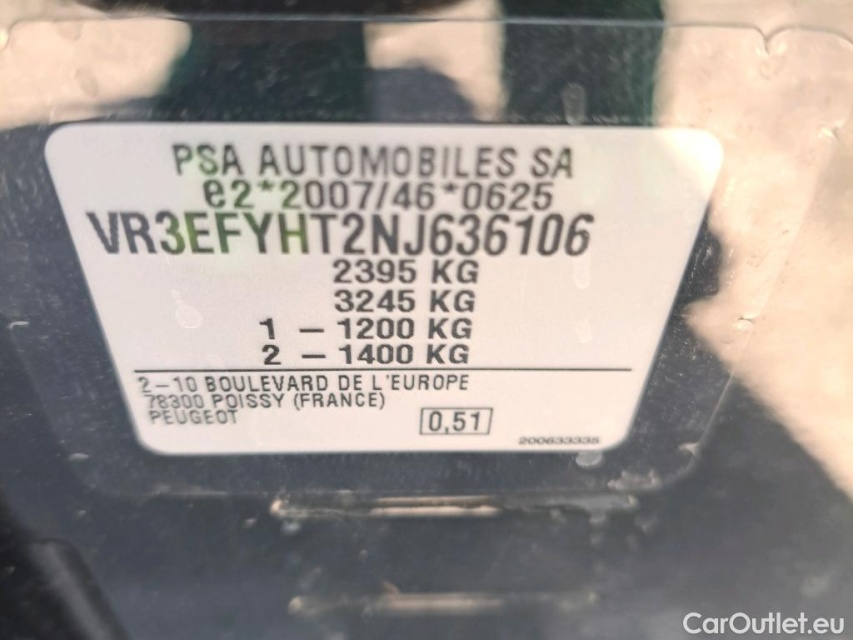 PSA AUTOMOBILES SA
e2*2007/46*0625
VR3EFYHT2NJ636106
2395 KG
3245 KG
1 – 1200 KG
2 – 1400 KG
2–10 BOULEVARD DE L'EUROPE
78300 POISSY (FRANCE)
PEUGEOT
0,51
200633335
CarOutlet.eu